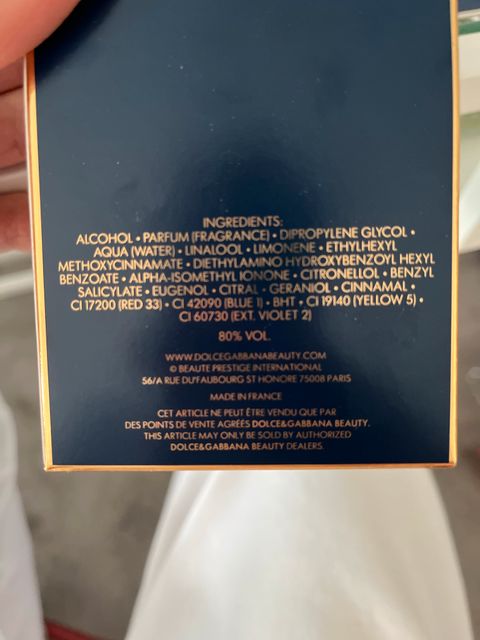 INGREDIENTS:
ALCOHOL • PARFUM (FRAGRANCE) • DIPROPYLENE GLYCOL •
AQUA (WATER) • LINALOOL • LIMONENE • ETHYLHEXYL
METHOXYCINNAMATE • DIETHYLAMINO HYDROXYBENZOYL HEXYL
BENZOATE • ALPHA-ISOMETHYL IONONE • CITRONELLOL • BENZYL
SALICYLATE • EUGENOL • CITRAL • GERANIOL • CINNAMAL •
CI 17200 (RED 33) • CI 42090 (BLUE 1) • BHT • CI 19140 (YELLOW 5) •
CI 60730 (EXT. VIOLET 2)
80% VOL.
WWW.DOLCEGABBANABEAUTY.COM
© BEAUTE PRESTIGE INTERNATIONAL
56/A RUE DU FAUBOURG ST HONORE 75008 PARIS
MADE IN FRANCE
CET ARTICLE NE PEUT ÊTRE VENDU QUE PAR
DES POINTS DE VENTE AGRÉÉS DOLCE&GABBANA BEAUTY.
THIS ARTICLE MAY ONLY BE SOLD BY AUTHORIZED
DOLCE&GABBANA BEAUTY DEALERS.